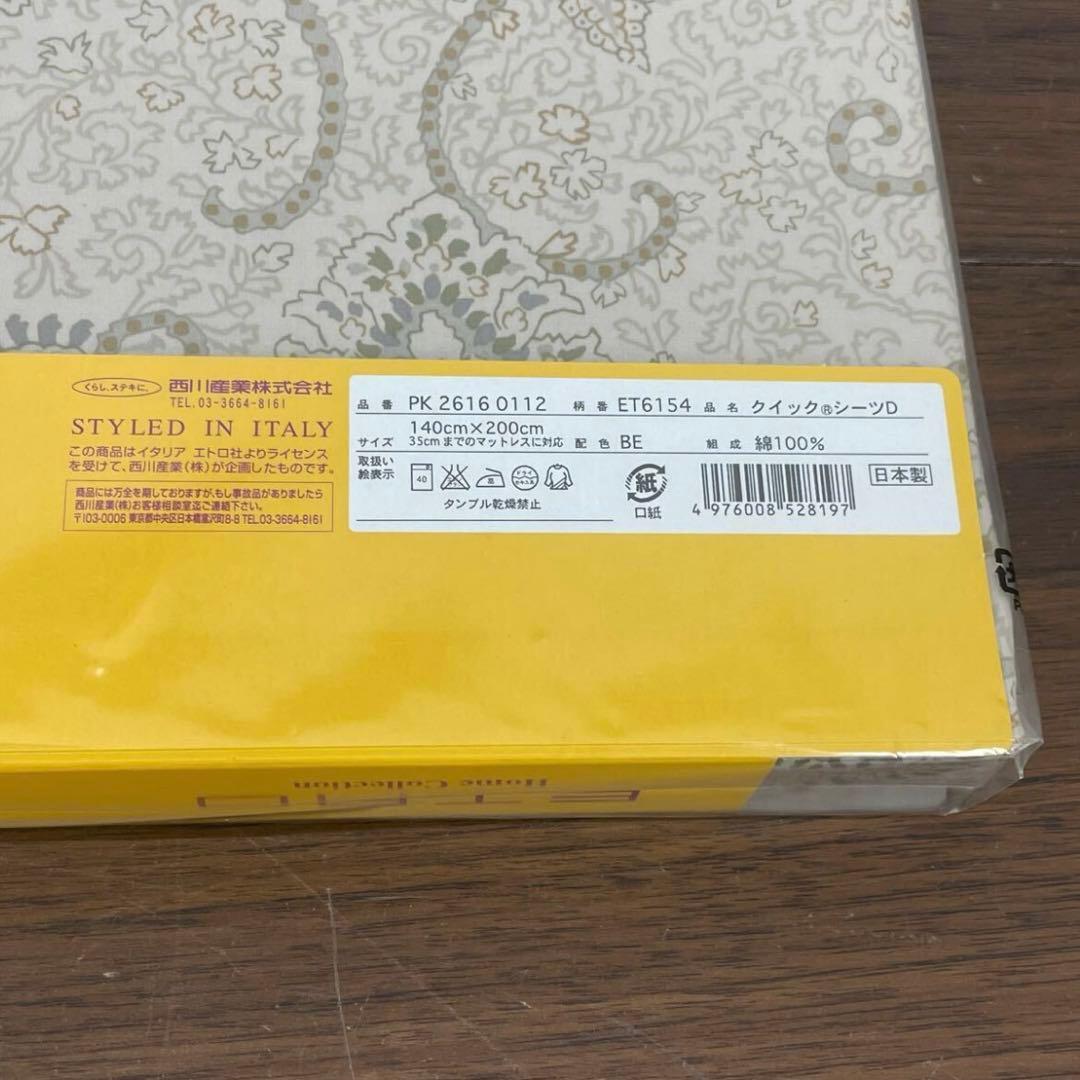 くらし、ステキに。 西川産業株式会社
TEL.03-3664-8161
STYLED IN ITALY
この商品はイタリア エトロ社よりライセンス
を受けて、西川産業(株)が企画したものです。
商品には万全を期しておりますが、もし事故品がありましたら
西川産業(株)お客様相談室迄ご連絡下さい。
〒103-0006 東京都中央区日本橋富沢町8-8 TEL.03-3664-8161
品番 PK 2616 0112 柄番 ET6154 品名 クイック®シーツD
サイズ 140cm×200cm
35cmまでのマットレスに対応 配色 BE 組成 綿100%
取扱い
絵表示
40
ドライ
タンブル乾燥禁止
紙
口紙
4 976008 528197
日本製
Home Collection
ETRO